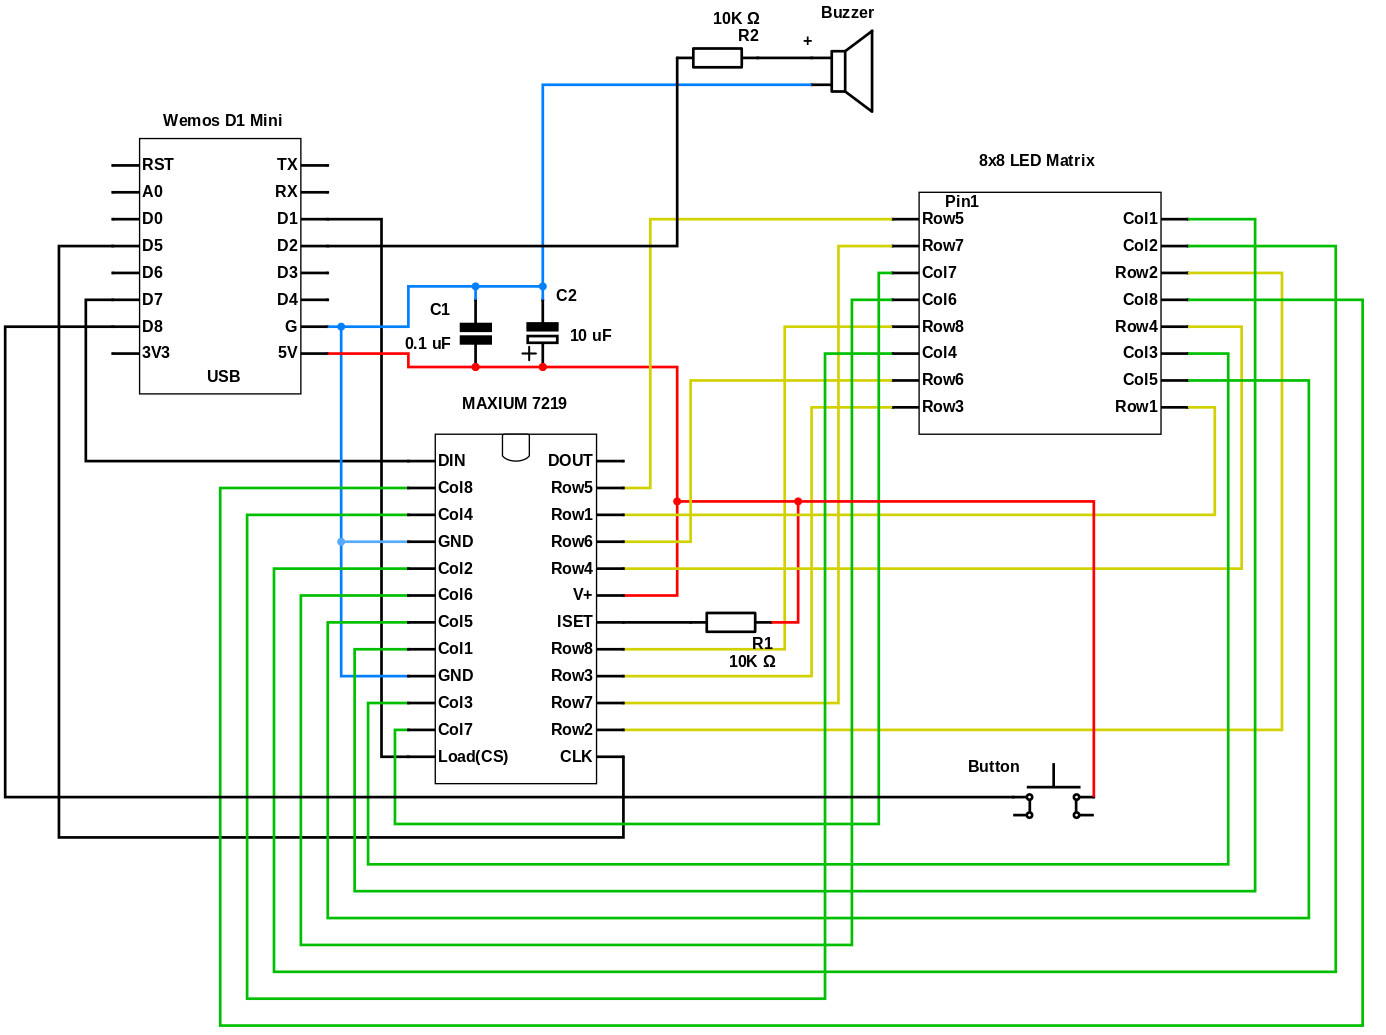 10K Ω
R2
Buzzer
+
Wemos D1 Mini
RST TX
A0 RX
D0 D1
D5 D2
D6 D3
D7 D4
D8 G
3V3 5V
USB
C1
0.1 uF
C2
10 uF
8x8 LED Matrix
Pin1
Row5 Col1
Row7 Col2
Col7 Row2
Col6 Col8
Row8 Row4
Col4 Col3
Row6 Col5
Row3 Row1
MAXIUM 7219
DIN DOUT
Col8 Row5
Col4 Row1
GND Row6
Col2 Row4
Col6 V+
Col5 ISET
Col1 Row8
GND Row3
Col3 Row7
Col7 Row2
Load(CS) CLK
R1
10K Ω
Button